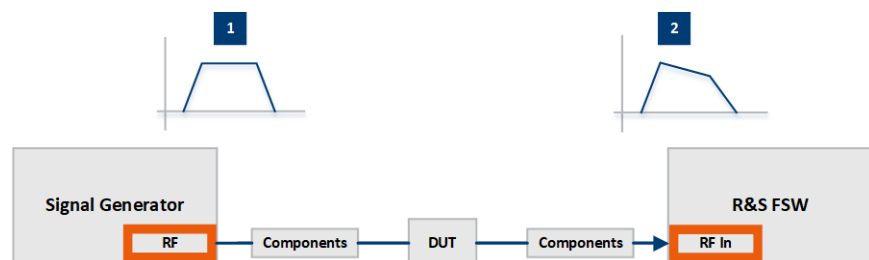 1
2
Signal Generator
R&S FSW
RF
Components
DUT
Components
RF In